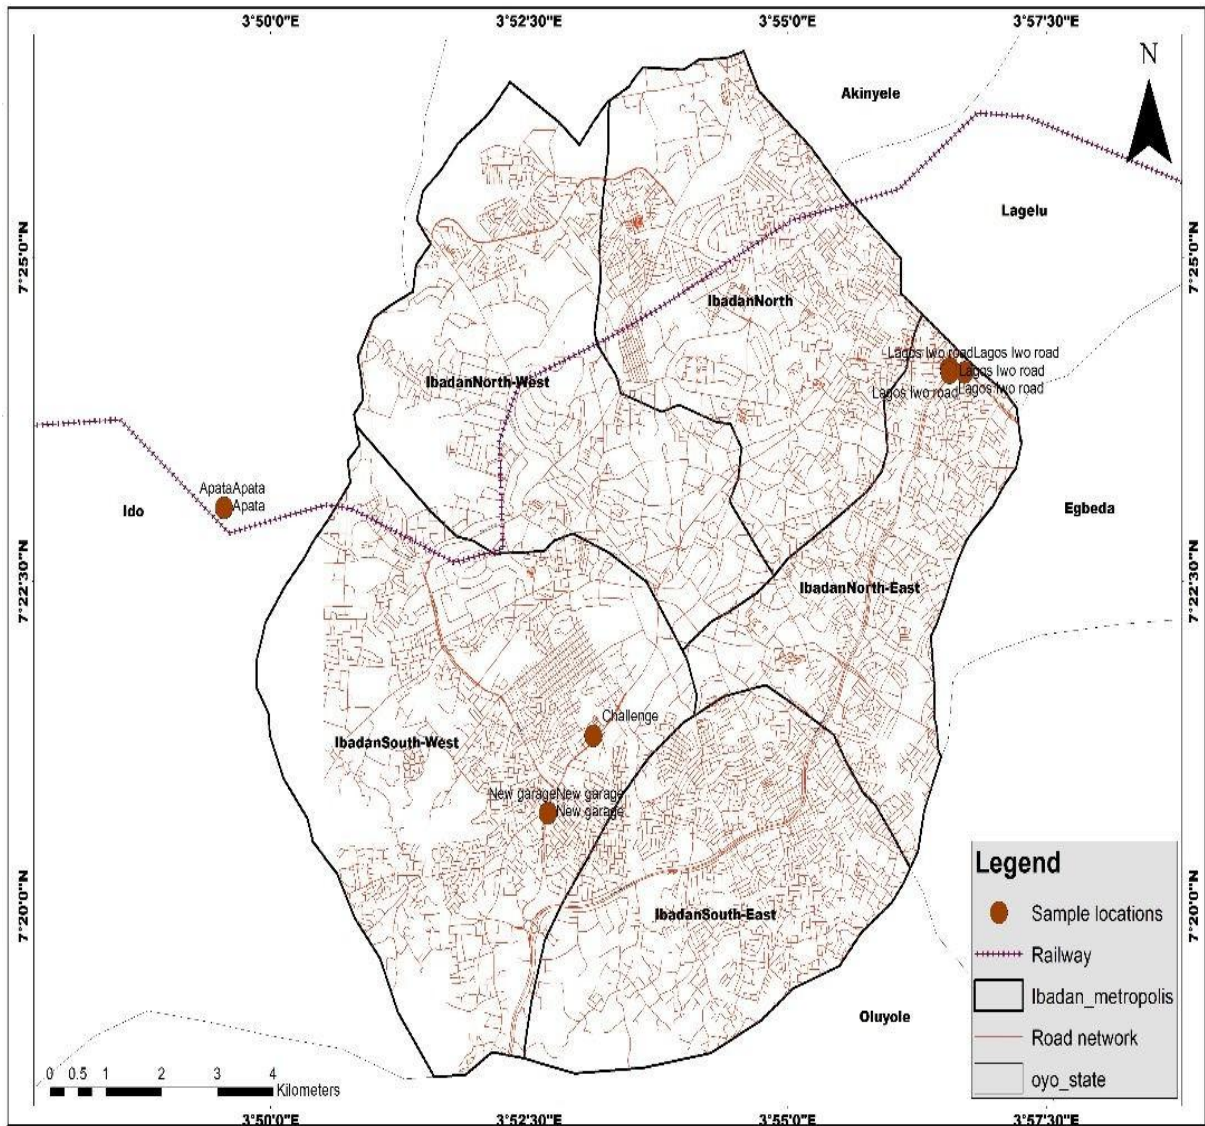 3°50'0"E 3°52'30"E 3°55'0"E 3°57'30"E
N
Akinyele
Lagelu
7°25'0"N 7°25'0"N
IbadanNorth
Lagos Iwo roadLagos Iwo road
Lagos Iwo road
Lagos Iwo road Lagos Iwo road
IbadanNorth-West
ApataApata
Apata
Ido
Egbeda
7°22'30"N 7°22'30"N
IbadanNorth-East
Challenge
IbadanSouth-West
New garageNew garage
New garage
7°20'0"N 7°20'0"N
IbadanSouth-East
Oluyole
Legend
Sample locations
Railway
Ibadan_metropolis
Road network
oyo_state
0 0.5 1 2 3 4
Kilometers
3°50'0"E 3°52'30"E 3°55'0"E 3°57'30"E